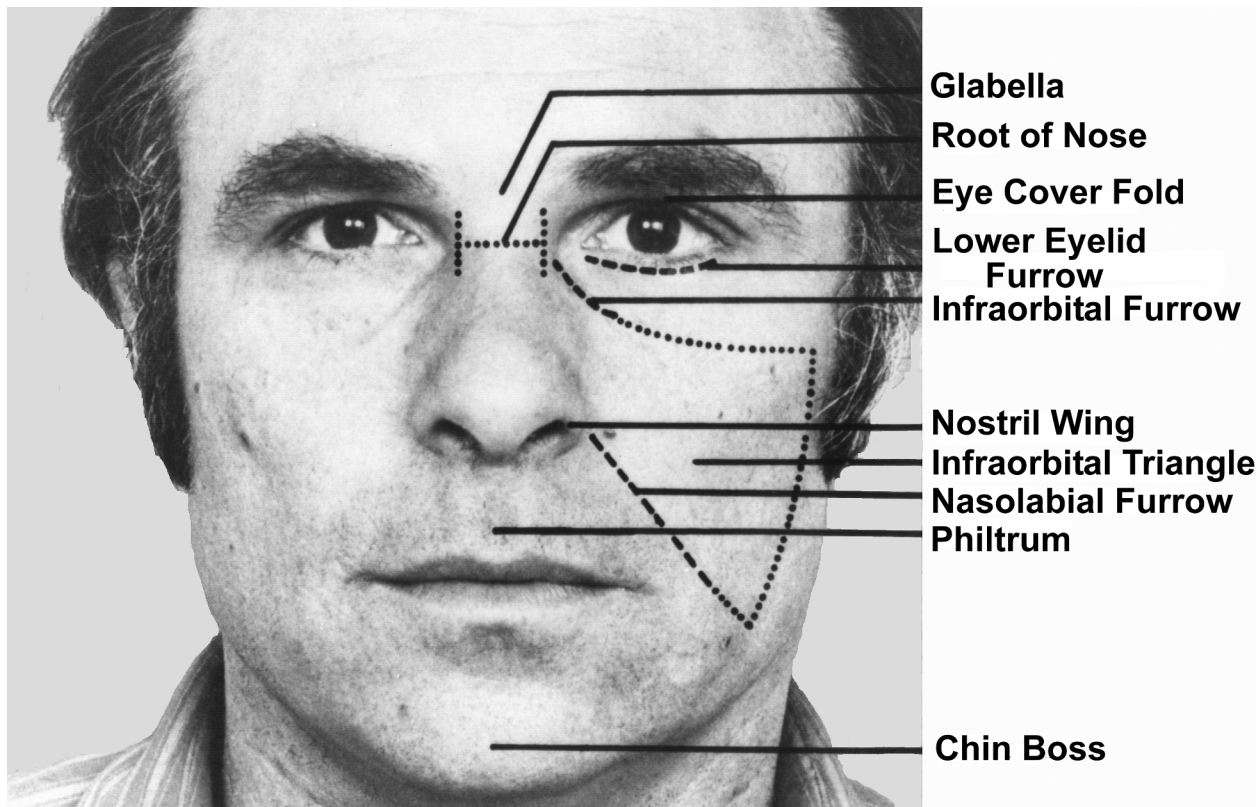 Glabella
Root of Nose
Eye Cover Fold
Lower Eyelid
Furrow
Infraorbital Furrow
Nostril Wing
Infraorbital Triangle
Nasolabial Furrow
Philtrum
Chin Boss